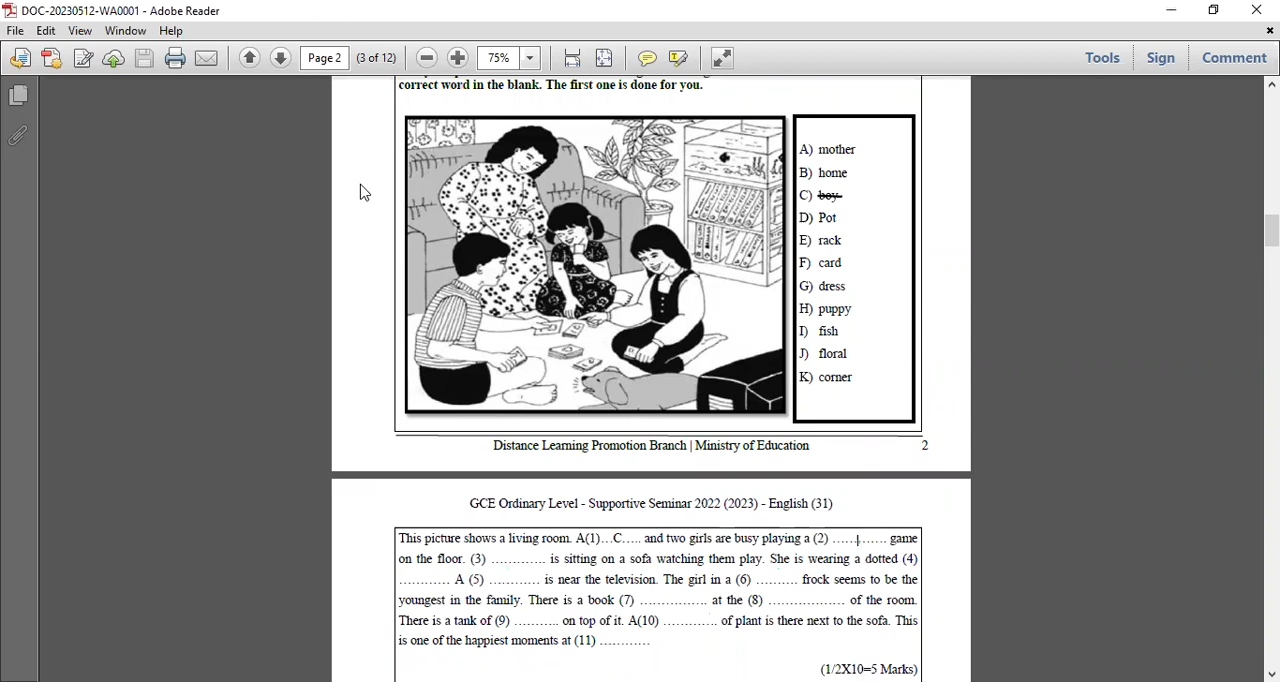 DOC-20230512-WA0001 - Adobe Reader
File Edit View Window Help
Page 2 (3 of 12) 75% Tools Sign Comment
correct word in the blank. The first one is done for you.
A) mother
B) home
C) boy
D) Pot
E) rack
F) card
G) dress
H) puppy
I) fish
J) floral
K) corner
Distance Learning Promotion Branch | Ministry of Education 2
GCE Ordinary Level - Supportive Seminar 2022 (2023) - English (31)
This picture shows a living room. A(1)…C….. and two girls are busy playing a (2) ………… game
on the floor. (3) …………. is sitting on a sofa watching them play. She is wearing a dotted (4)
………… A (5) ………… is near the television. The girl in a (6) ………. frock seems to be the
youngest in the family. There is a book (7) ……………. at the (8) ………………. of the room.
There is a tank of (9) ……….. on top of it. A(10) …………. of plant is there next to the sofa. This
is one of the happiest moments at (11) …………
(1/2X10=5 Marks)